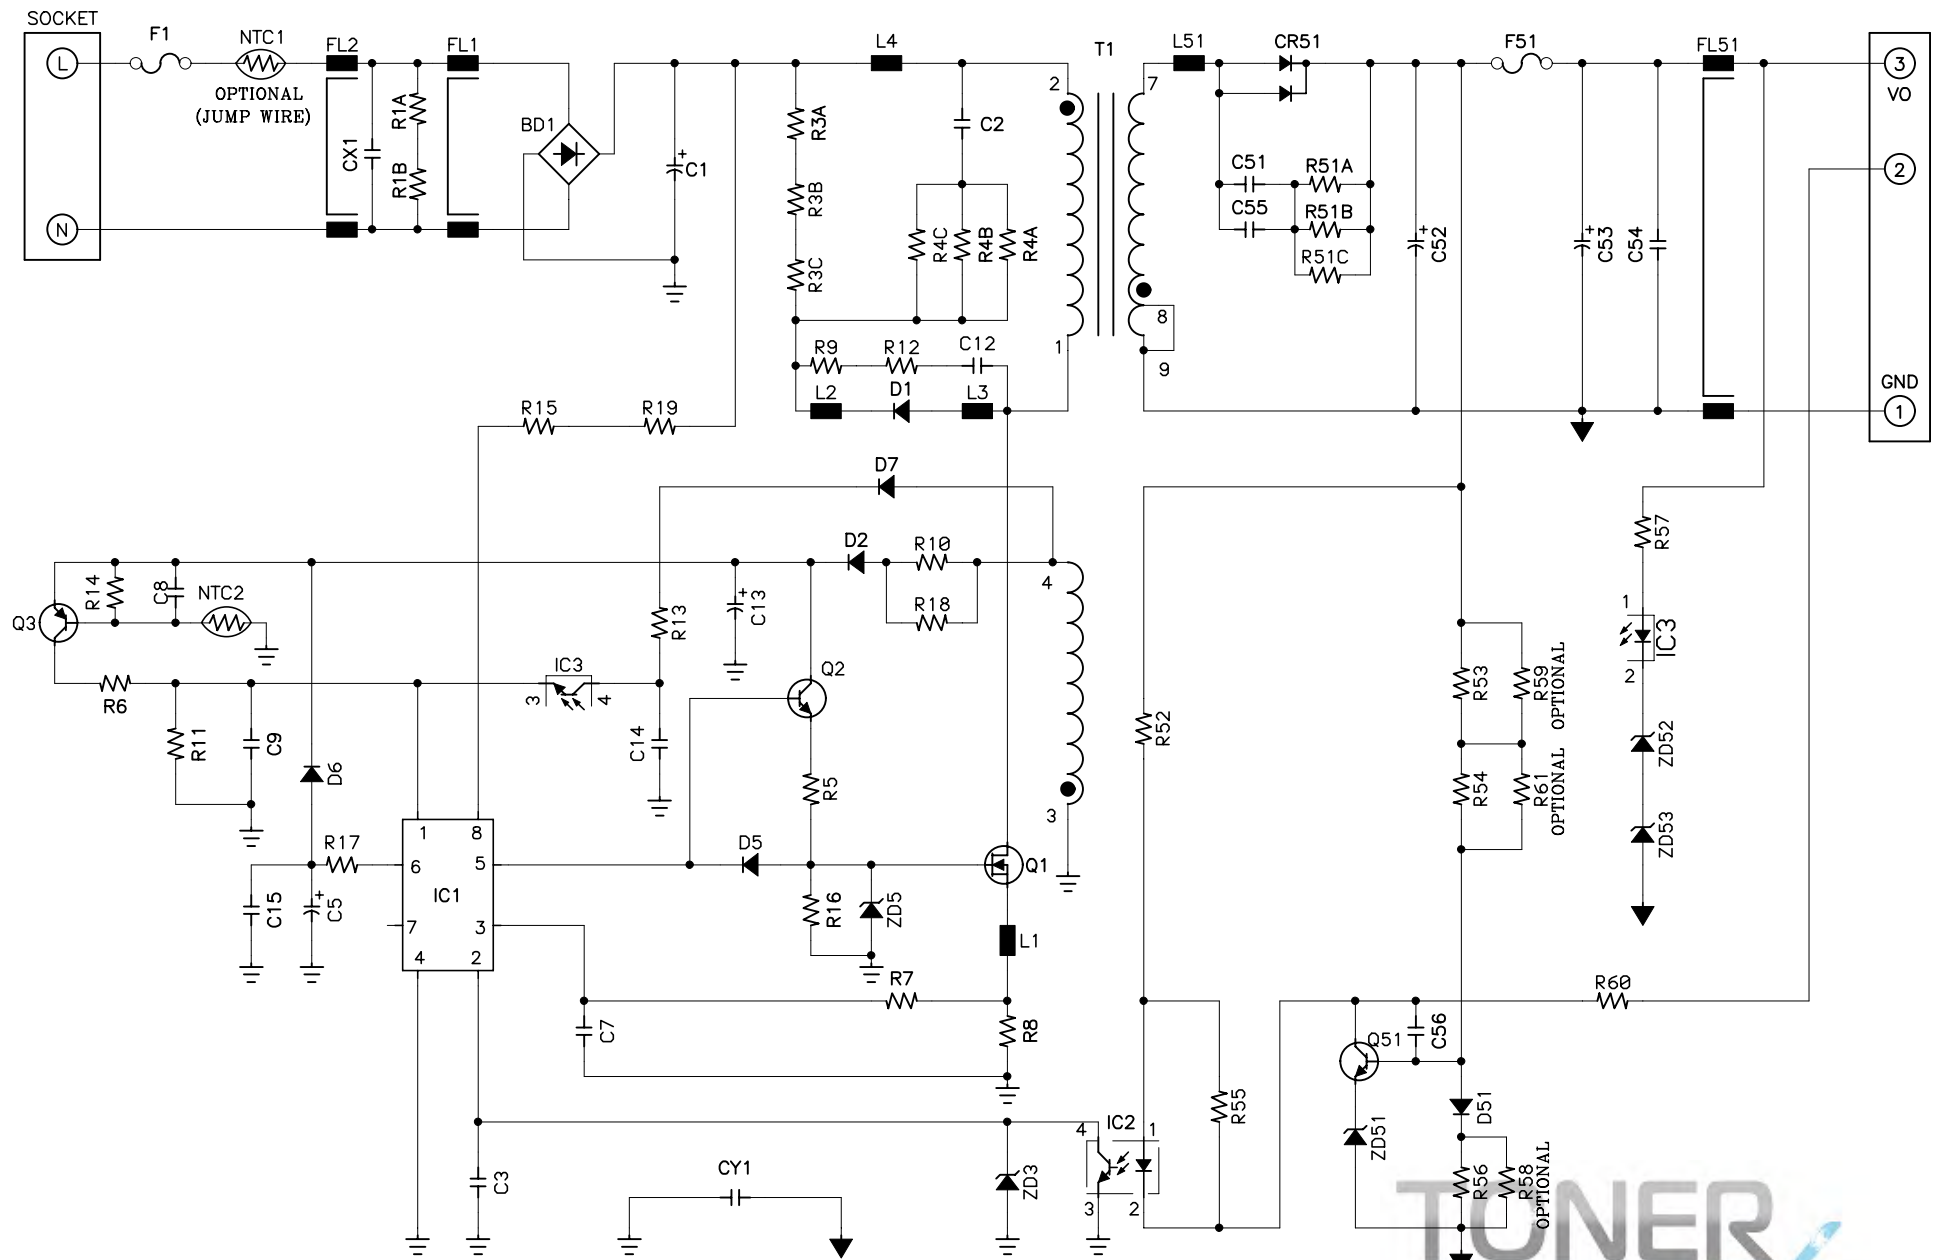 SOCKET
F1
NTC1
FL2
FL1
L4
T1
L51
CR51
F51
FL51
L
OPTIONAL
(JUMP WIRE)
2
7
3
VO
R1A
BD1
R3A
C2
CX1
R1B
C1
C51
R51A
2
R3B
C55
R51B
N
R4C
R4B
R4A
C52
C53
C54
R3C
R51C
8
R9
R12
C12
1
9
GND
L2
D1
L3
1
R15
R19
D7
R57
D2
R10
R14
C8
NTC2
4
R13
C13
R18
1
Q3
IC3
IC3
Q2
2
R53
R59
OPTIONAL
R6
3
4
R11
C9
C14
R52
ZD52
D6
R5
R54
R61
OPTIONAL
3
1
8
R17
D5
ZD53
6
5
Q1
IC1
C15
C5
R16
ZD5
7
3
L1
4
2
R7
R60
C7
R8
C56
Q51
R55
D51
4
IC2
1
ZD51
CY1
C3
ZD3
R56
R58
OPTIONAL
3
2
TONER